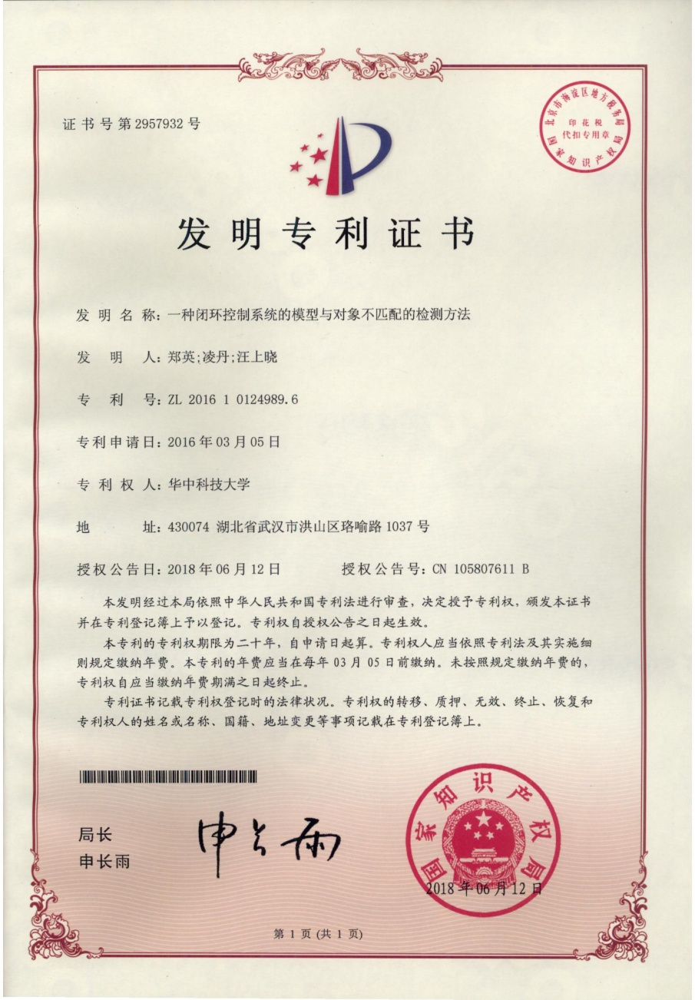 证书号第2957932号
北京市海淀区地方税务局
印花税
代扣专用章
国家知识产权局
发明专利证书
发明名称：一种闭环控制系统的模型与对象不匹配的检测方法
发明人：郑英;凌丹;汪上晓
专利号：ZL 2016 1 0124989.6
专利申请日：2016年03月05日
专利权人：华中科技大学
地址：430074 湖北省武汉市洪山区珞喻路1037号
授权公告日：2018年06月12日 授权公告号：CN 105807611 B
本发明经过本局依照中华人民共和国专利法进行审查，决定授予专利权，颁发本证书
并在专利登记簿上予以登记。专利权自授权公告之日起生效。
本专利的专利权期限为二十年，自申请日起算。专利权人应当依照专利法及其实施细
则规定缴纳年费。本专利的年费应当在每年03月05日前缴纳。未按照规定缴纳年费的，
专利权自应当缴纳年费期满之日起终止。
专利证书记载专利权登记时的法律状况。专利权的转移、质押、无效、终止、恢复和
专利权人的姓名或名称、国籍、地址变更等事项记载在专利登记簿上。
局长
申长雨
申长雨
国家知识产权局
2018年06月12日
第 1 页 (共 1 页)